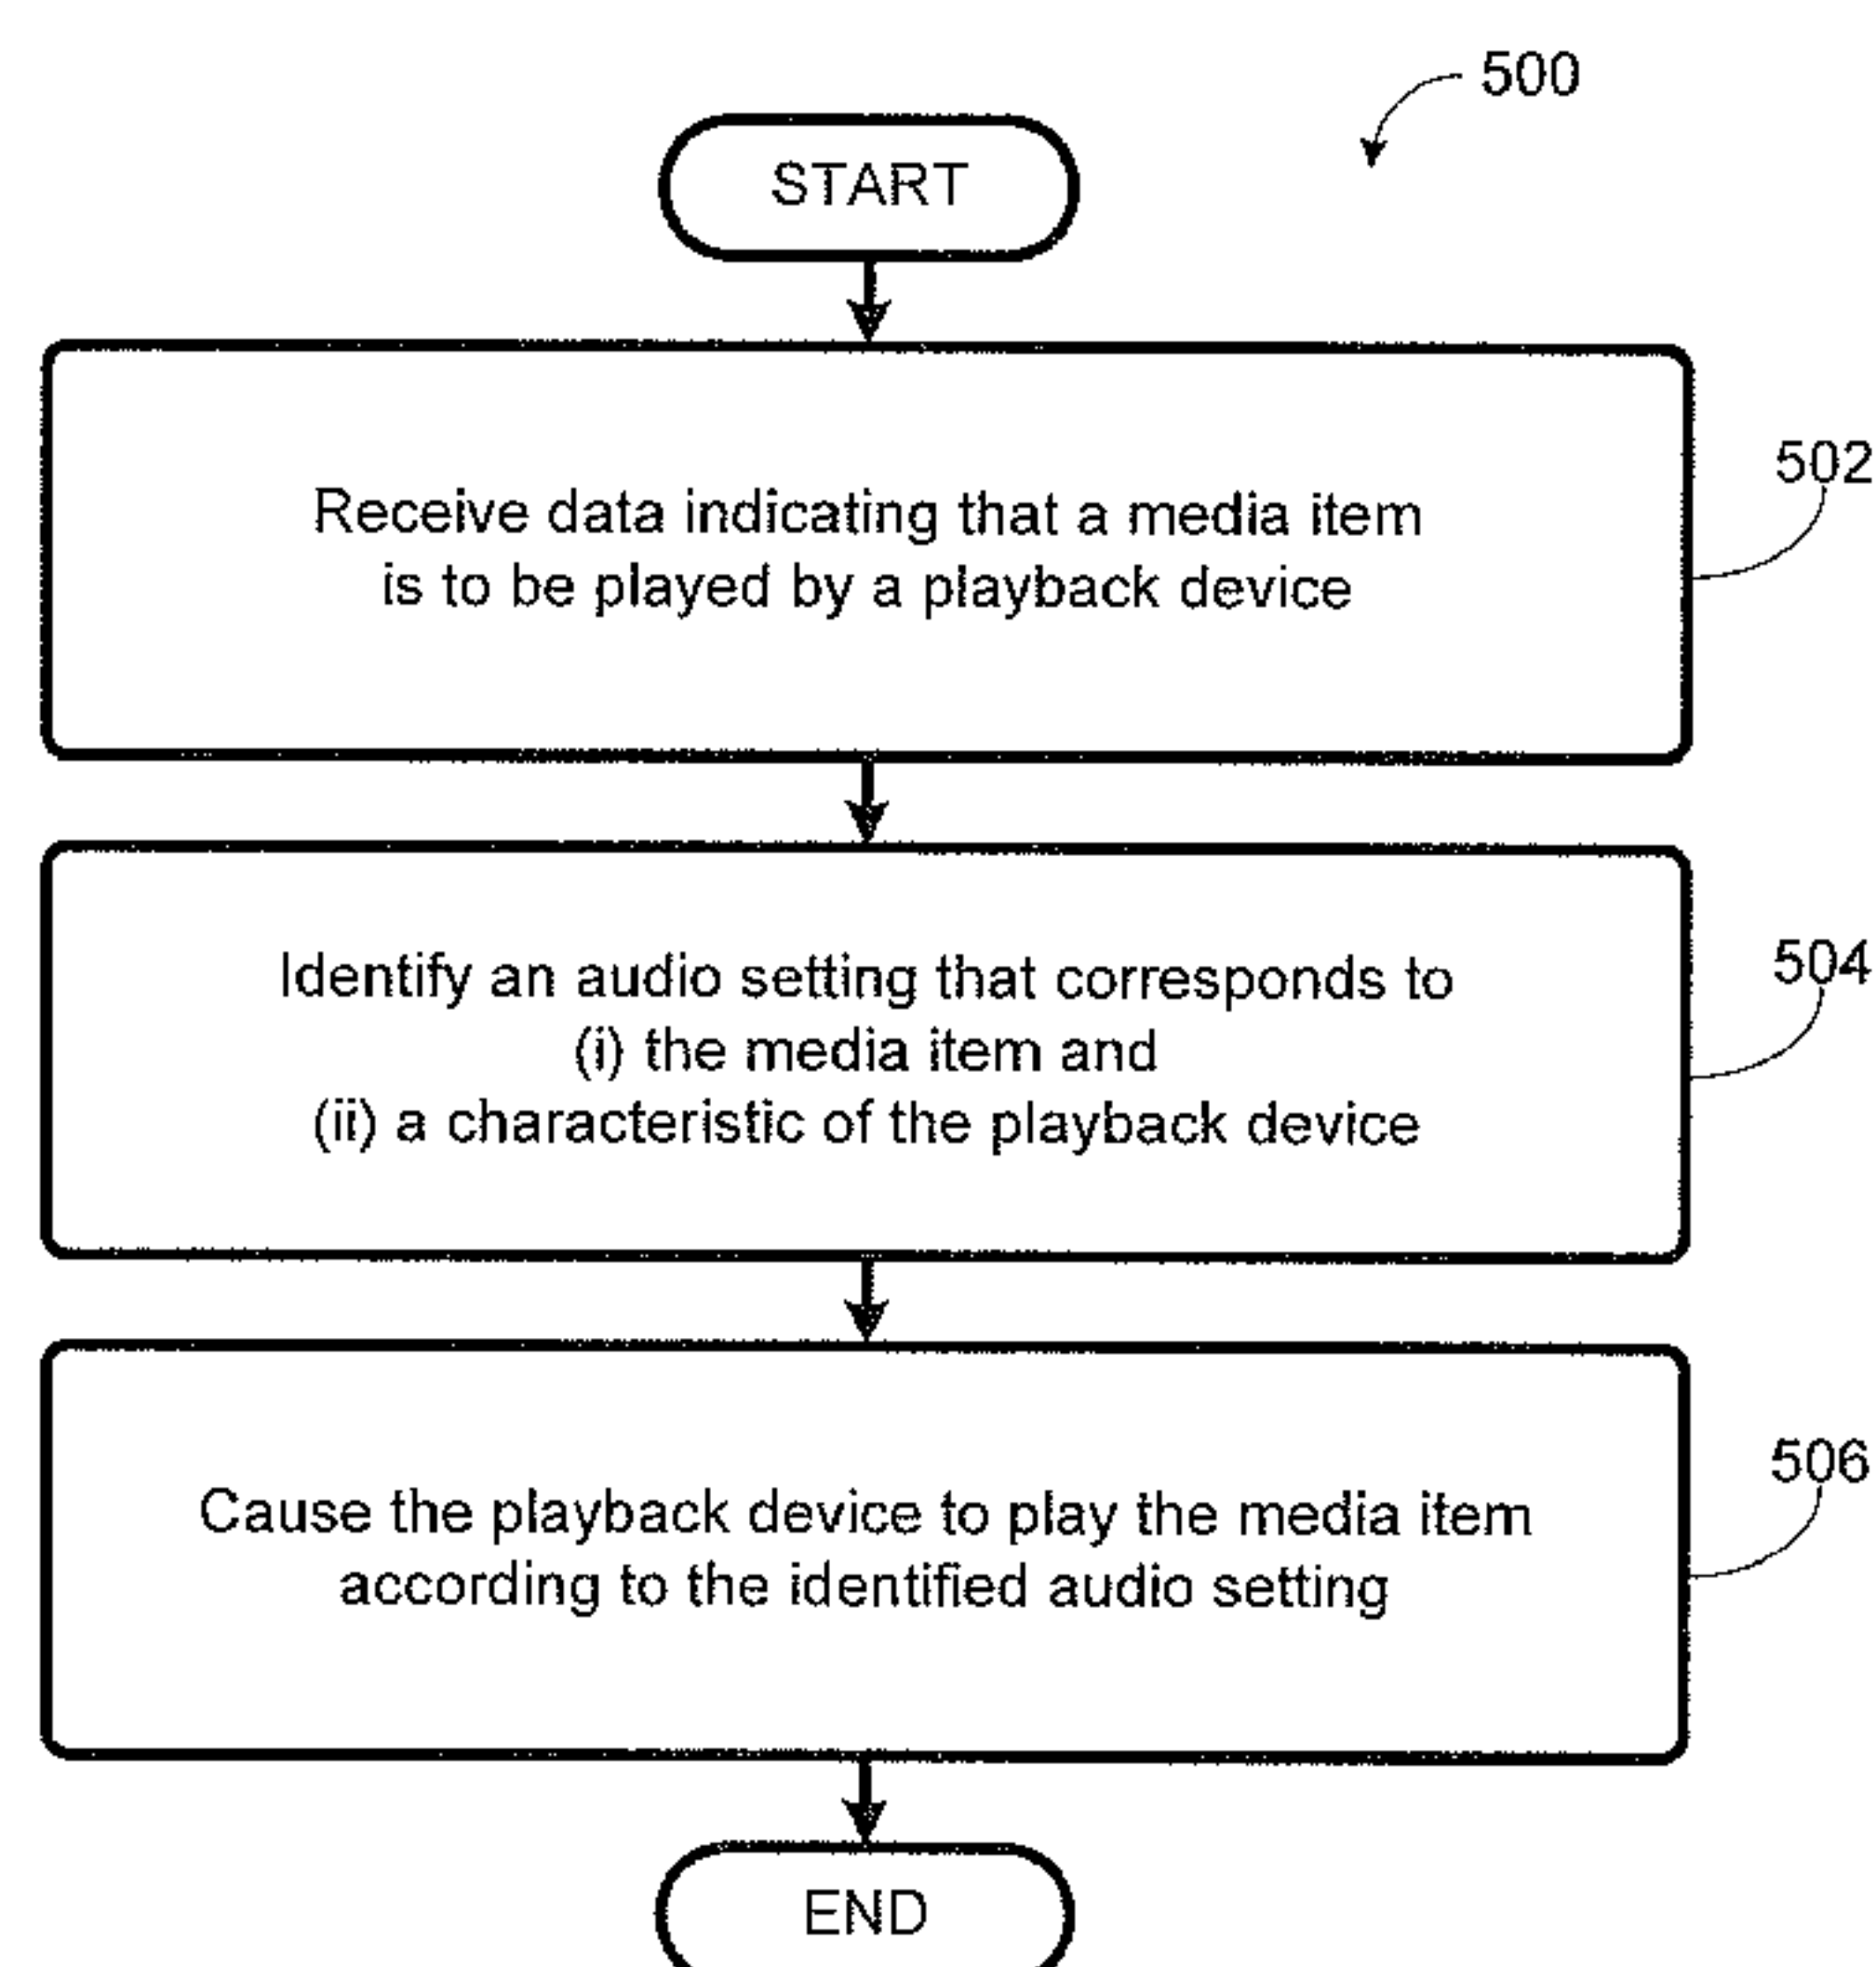 500
START
Receive data indicating that a media item
is to be played by a playback device
502
Identify an audio setting that corresponds to
(i) the media item and
(ii) a characteristic of the playback device
504
Cause the playback device to play the media item
according to the identified audio setting
506
END